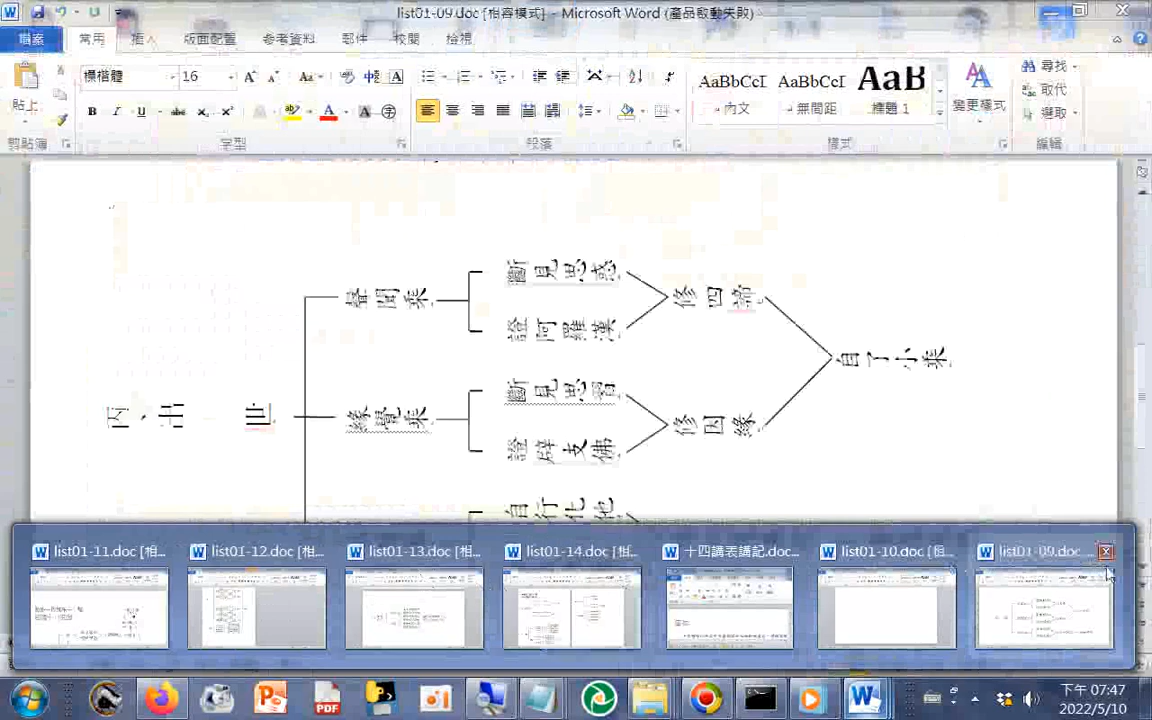 list01-09.doc [相容模式] - Microsoft Word (產品啟動失敗)
檔案 常用 插入 版面配置 參考資料 郵件 校閱 檢視
標楷體 16
AaBbCcI AaBbCcI AaB
貼上 內文 無間距 標題 1 變更樣式 尋找 取代 選取
剪貼簿 字型 段落 樣式 編輯
丙、出世
聲聞乘
斷見思惑
證阿羅漢
修四諦
緣覺乘
斷見思習
證辟支佛
修因緣
自了小乘
自行化他
list01-11.doc [相... list01-12.doc [相... list01-13.doc [相... list01-14.doc [相... 十四講表講記.doc... list01-10.doc [相... list01-09.doc ...
下午 07:47
2022/5/10